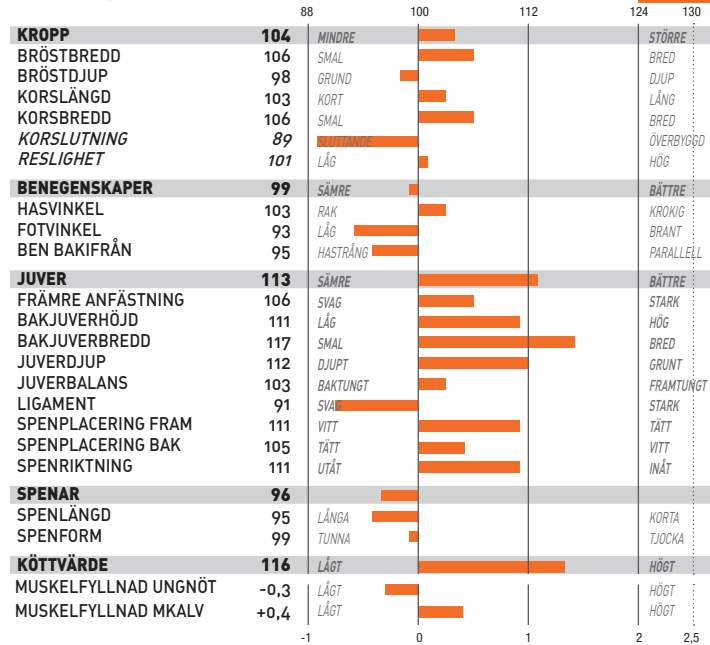 88 100 112 124 130
KROPP 104 MINDRE STÖRRE
BRÖSTBREDD 106 SMAL BRED
BRÖSTDJUP 98 GRUND DJUP
KORSLÄNGD 103 KORT LÅNG
KORSBREDD 106 SMAL BRED
KORSLUTNING 89 SLUTTANDE ÖVERBYGGD
RESLIGHET 101 LÅG HÖG
BENEGENSKAPER 99 SÄMRE BÄTTRE
HASVINKEL 103 RAK KROKIG
FOTVINKEL 93 LÅG BRANT
BEN BAKIFRÅN 95 HASTRÅNG PARALLELL
JUVER 113 SÄMRE BÄTTRE
FRÄMRE ANFÄSTNING 106 SVAG STARK
BAKJUVERHÖJD 111 LÅG HÖG
BAKJUVERBREDD 117 SMAL BRED
JUVERDJUP 112 DJUPT GRUNT
JUVERBALANS 103 BAKTUNGT FRAMTUNGT
LIGAMENT 91 SVAG STARK
SPENPLACERING FRAM 111 VITT TÄTT
SPENPLACERING BAK 105 TÄTT VITT
SPENRIKTNING 111 UTÅT INÅT
SPENAR 96
SPENLÄNGD 95 LÅNGA KORTA
SPENFORM 99 TUNNA TJOCKA
KÖTTVÄRDE 116 LÅGT HÖGT
MUSKELFYLLNAD UNGNÖT -0,3 LÅGT HÖGT
MUSKELFYLLNAD MKALV +0,4 LÅGT HÖGT
-1 0 1 2 2,5